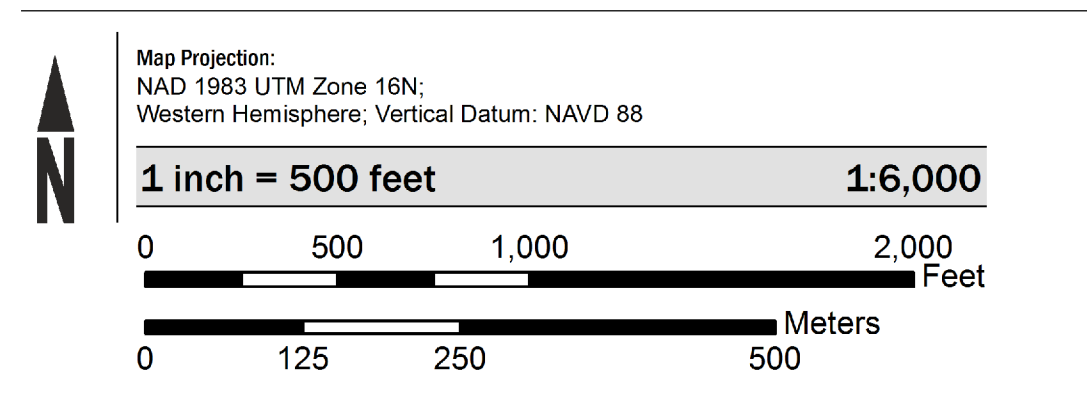 N
Map Projection:
NAD 1983 UTM Zone 16N;
Western Hemisphere; Vertical Datum: NAVD 88
1 inch = 500 feet 1:6,000
0 500 1,000 2,000
Feet
Meters
0 125 250 500